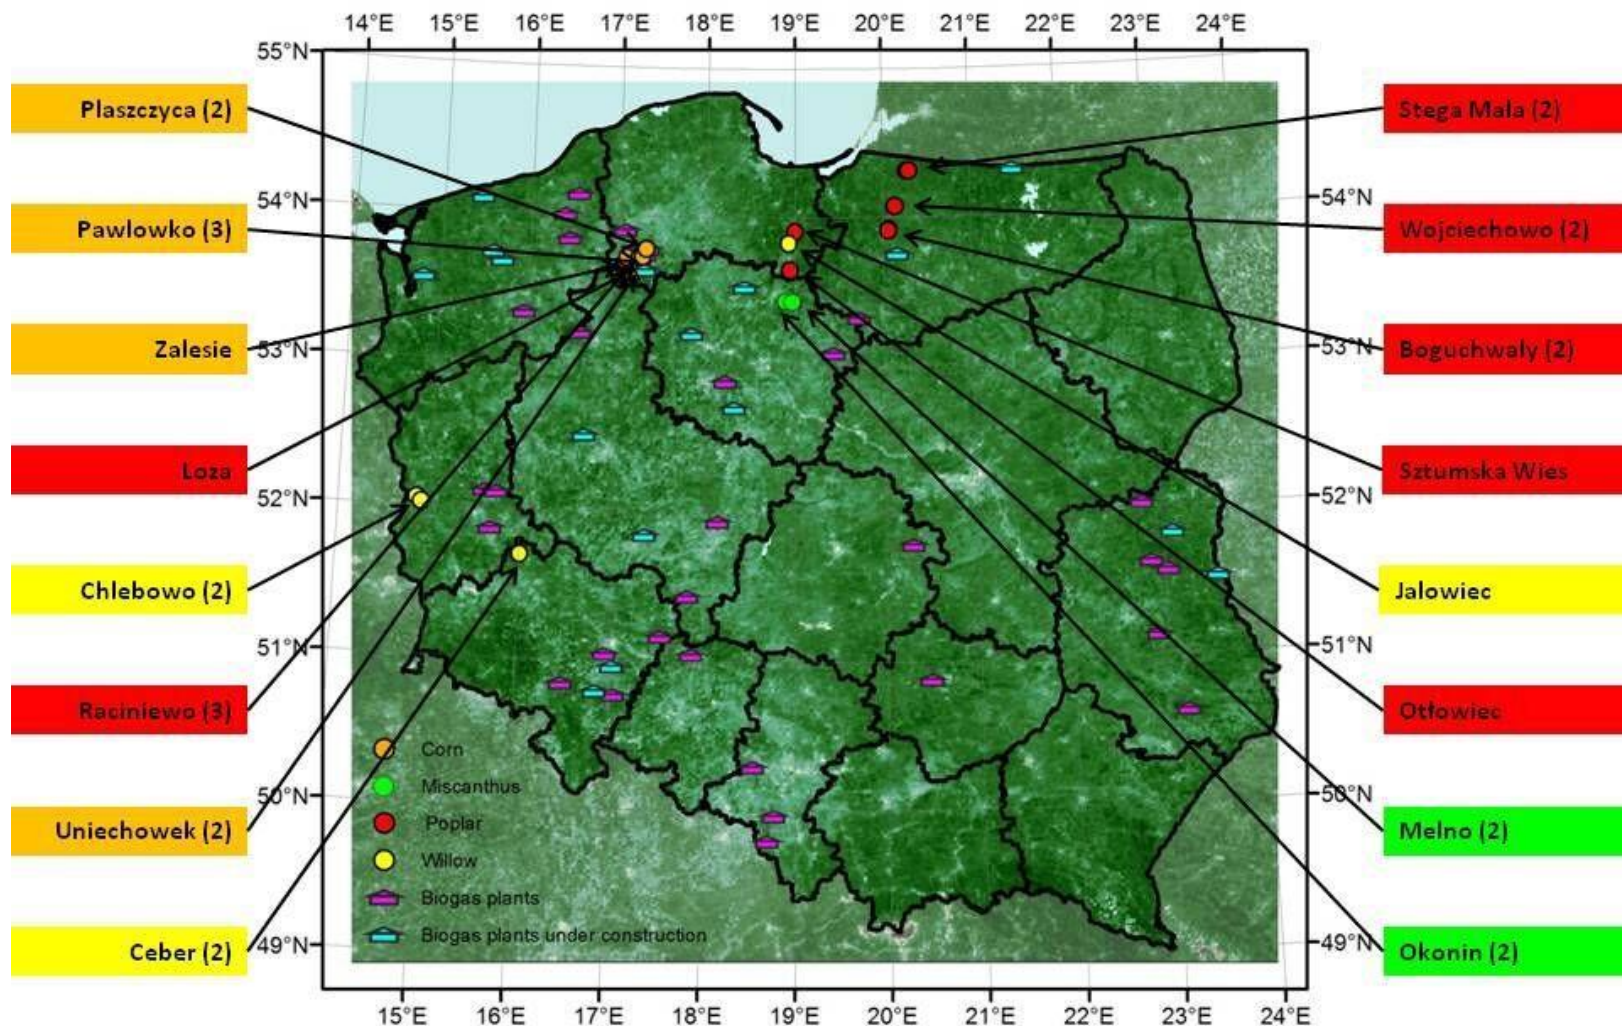 14°E 15°E 16°E 17°E 18°E 19°E 20°E 21°E 22°E 23°E 24°E
55°N
Plaszczyca (2)
Stega Mala (2)
54°N
54°N
Pawlowko (3)
Wojciechowo (2)
Zalesie
53°N
53°N
Boguchwaly (2)
Loza
Sztumska Wies
52°N
52°N
Chlebowo (2)
Jalowiec
51°N
51°N
Raciniewo (3)
Otłowiec
Corn
Miscanthus
50°N
50°N
Uniechowek (2)
Poplar
Melno (2)
Willow
Biogas plants
Biogas plants under construction
49°N
49°N
Ceber (2)
Okonin (2)
15°E 16°E 17°E 18°E 19°E 20°E 21°E 22°E 23°E 24°E